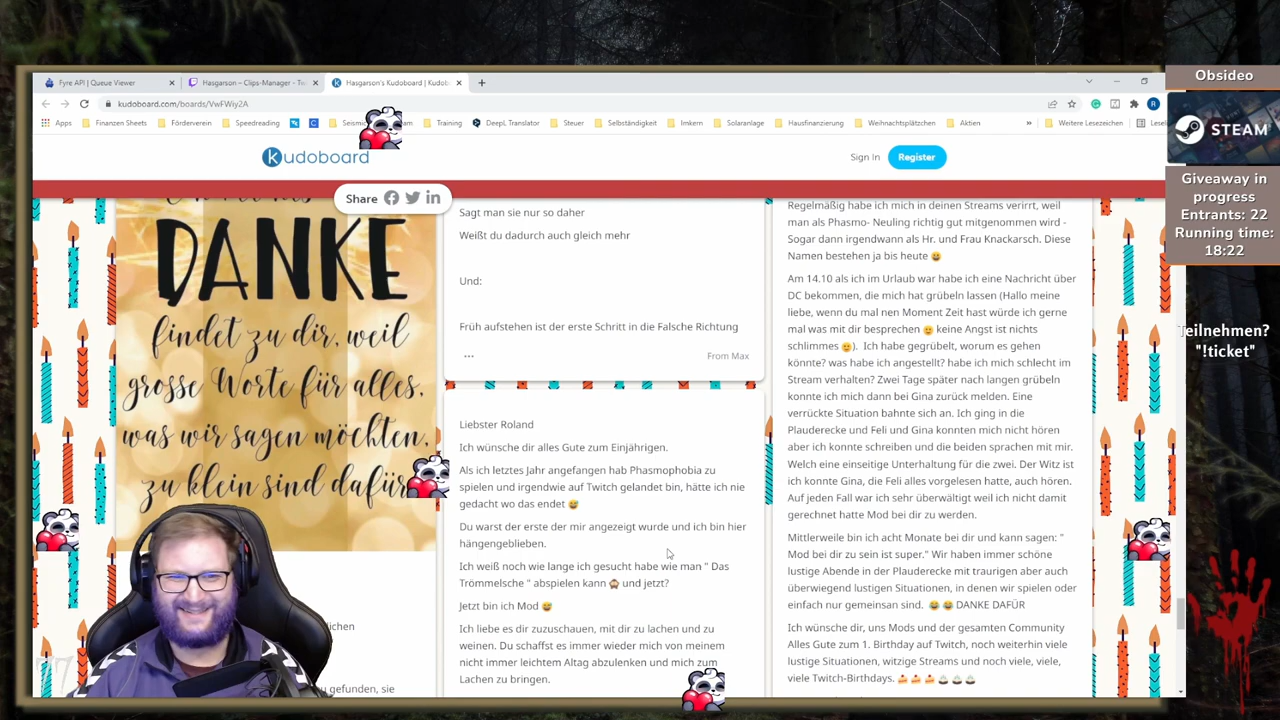 Fyre API | Queue Viewer
Hasgarson – Clips-Manager - Tw
Hasgarson's Kudoboard | Kudob
kudoboard.com/boards/VwFWiy2A
Apps
Finanzen Sheets
Förderverein
Speedreading
Training
DeepL Translator
Steuer
Selbständigkeit
Imkern
Solaranlage
Hausfinanzierung
Weihnachtsplätzchen
Aktien
Weitere Lesezeichen
kudoboard
Sign In
Register
Share
DANKE
findet zu dir, weil
grosse Worte für alles,
was wir sagen möchten,
zu klein sind dafür
lichen
u gefunden, sie
Sagt man sie nur so daher
Weißt du dadurch auch gleich mehr
Und:
Früh aufstehen ist der erste Schritt in die Falsche Richtung
From Max
Liebster Roland
Ich wünsche dir alles Gute zum Einjährigen.
Als ich letztes Jahr angefangen hab Phasmophobia zu
spielen und irgendwie auf Twitch gelandet bin, hätte ich nie
gedacht wo das endet 😅
Du warst der erste der mir angezeigt wurde und ich bin hier
hängengeblieben.
Ich weiß noch wie lange ich gesucht habe wie man " Das
Trömmelsche " abspielen kann 🙈 und jetzt?
Jetzt bin ich Mod 😅
Ich liebe es dir zuzuschauen, mit dir zu lachen und zu
weinen. Du schaffst es immer wieder mich von meinem
nicht immer leichtem Altag abzulenken und mich zum
Lachen zu bringen.
Regelmäßig habe ich mich in deinen Streams verirrt, weil
man als Phasmo- Neuling richtig gut mitgenommen wird -
Sogar dann irgendwann als Hr. und Frau Knackarsch. Diese
Namen bestehen ja bis heute 😀
Am 14.10 als ich im Urlaub war habe ich eine Nachricht über
DC bekommen, die mich hat grübeln lassen (Hallo meine
liebe, wenn du mal nen Moment Zeit hast würde ich gerne
mal was mit dir besprechen 🙂 keine Angst ist nichts
schlimmes 😉).  Ich habe gegrübelt, worum es gehen
könnte? was habe ich angestellt? habe ich mich schlecht im
Stream verhalten? Zwei Tage später nach langen grübeln
konnte ich mich dann bei Gina zurück melden. Eine
verrückte Situation bahnte sich an. Ich ging in die
Plauderecke und Feli und Gina konnten mich nicht hören
aber ich konnte schreiben und die beiden sprachen mit mir.
Welch eine einseitige Unterhaltung für die zwei. Der Witz ist
ich konnte Gina, die Feli alles vorgelesen hatte, auch hören.
Auf jeden Fall war ich sehr überwältigt weil ich nicht damit
gerechnet hatte Mod bei dir zu werden.
Mittlerweile bin ich acht Monate bei dir und kann sagen: "
Mod bei dir zu sein ist super." Wir haben immer schöne
lustige Abende in der Plauderecke mit traurigen aber auch
überwiegend lustigen Situationen, in denen wir spielen oder
einfach nur gemeinsan sind. 😂 😂 DANKE DAFÜR
Ich wünsche dir, uns Mods und der gesamten Community
Alles Gute zum 1. Birthday auf Twitch, noch weiterhin viele
lustige Situationen, witzige Streams und noch viele, viele,
viele Twitch-Birthdays. 🍰 🍰 🍰
Obsideo
STEAM
Giveaway in
progress
Entrants: 22
Running time:
18:22
Teilnehmen?
"!ticket"